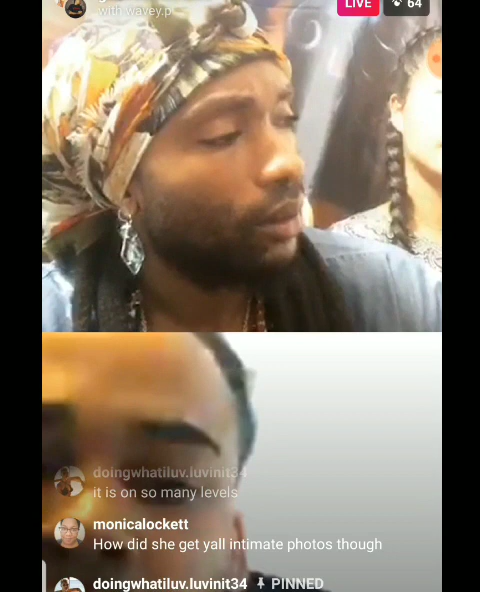 with wavey.p
LIVE
64
doingwhatiluv.luvinit34
it is on so many levels
monicalockett
How did she get yall intimate photos though
doingwhatiluv.luvinit34 PINNED